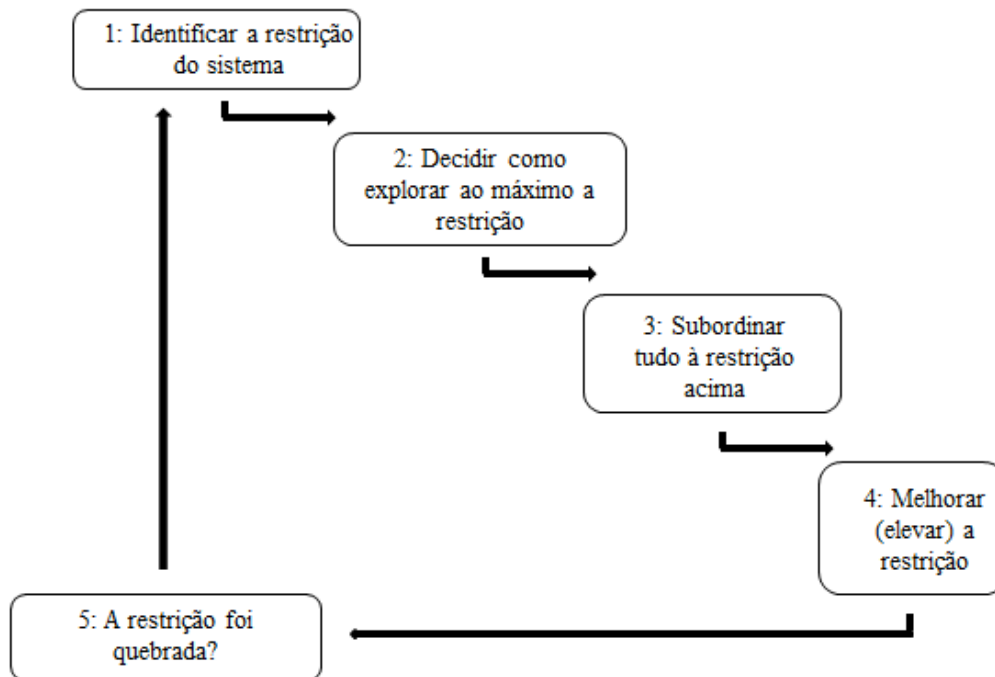 1: Identificar a restrição
do sistema
2: Decidir como
explorar ao máximo a
restrição
3: Subordinar
tudo à restrição
acima
4: Melhorar
(elevar) a
restrição
5: A restrição foi
quebrada?